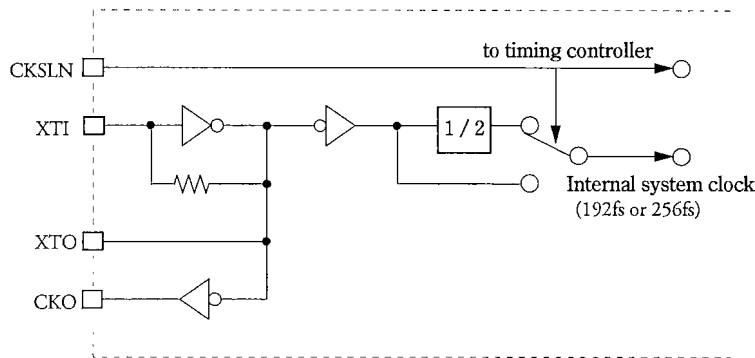 to timing controller
CKSLN
XTI
1/2
Internal system clock
(192fs or 256fs)
XTO
CKO